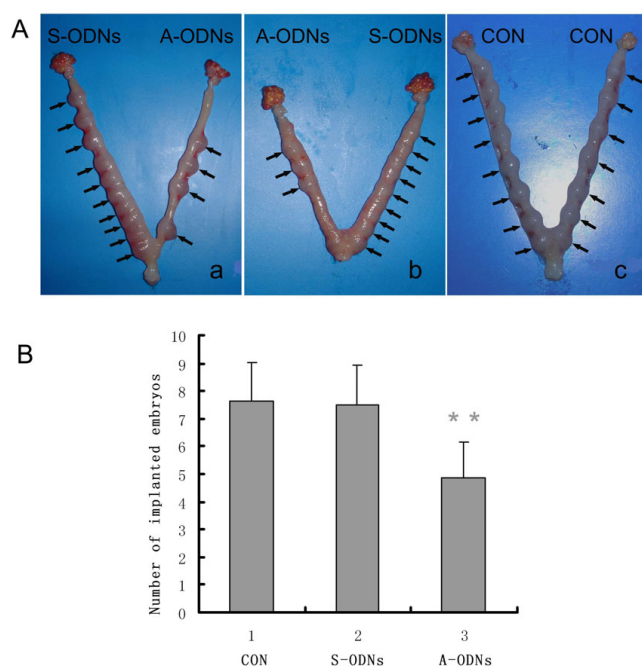 A
S-ODNs A-ODNs
a
A-ODNs S-ODNs
b
CON CON
c
B
Number of implanted embryos
10
9
8
7
6
5
4
3
2
1
0
**
1 2 3
CON S-ODNs A-ODNs